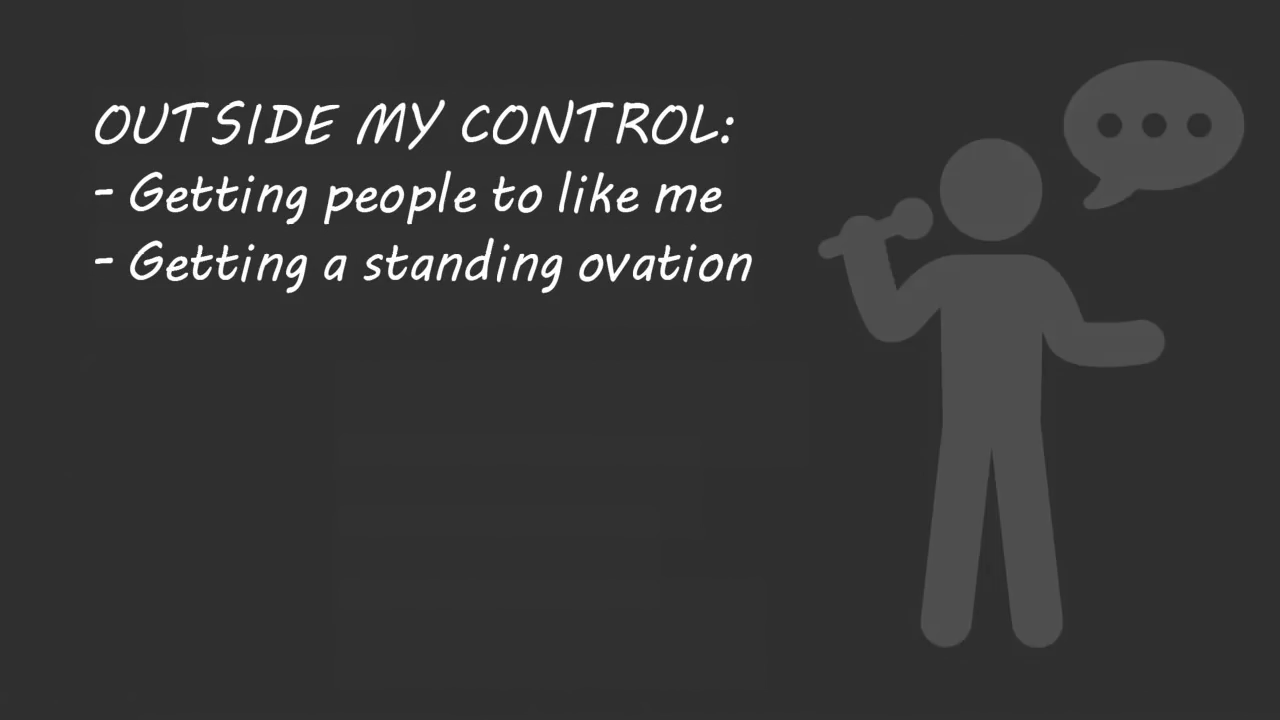 OUTSIDE MY CONTROL:
- Getting people to like me
- Getting a standing ovation